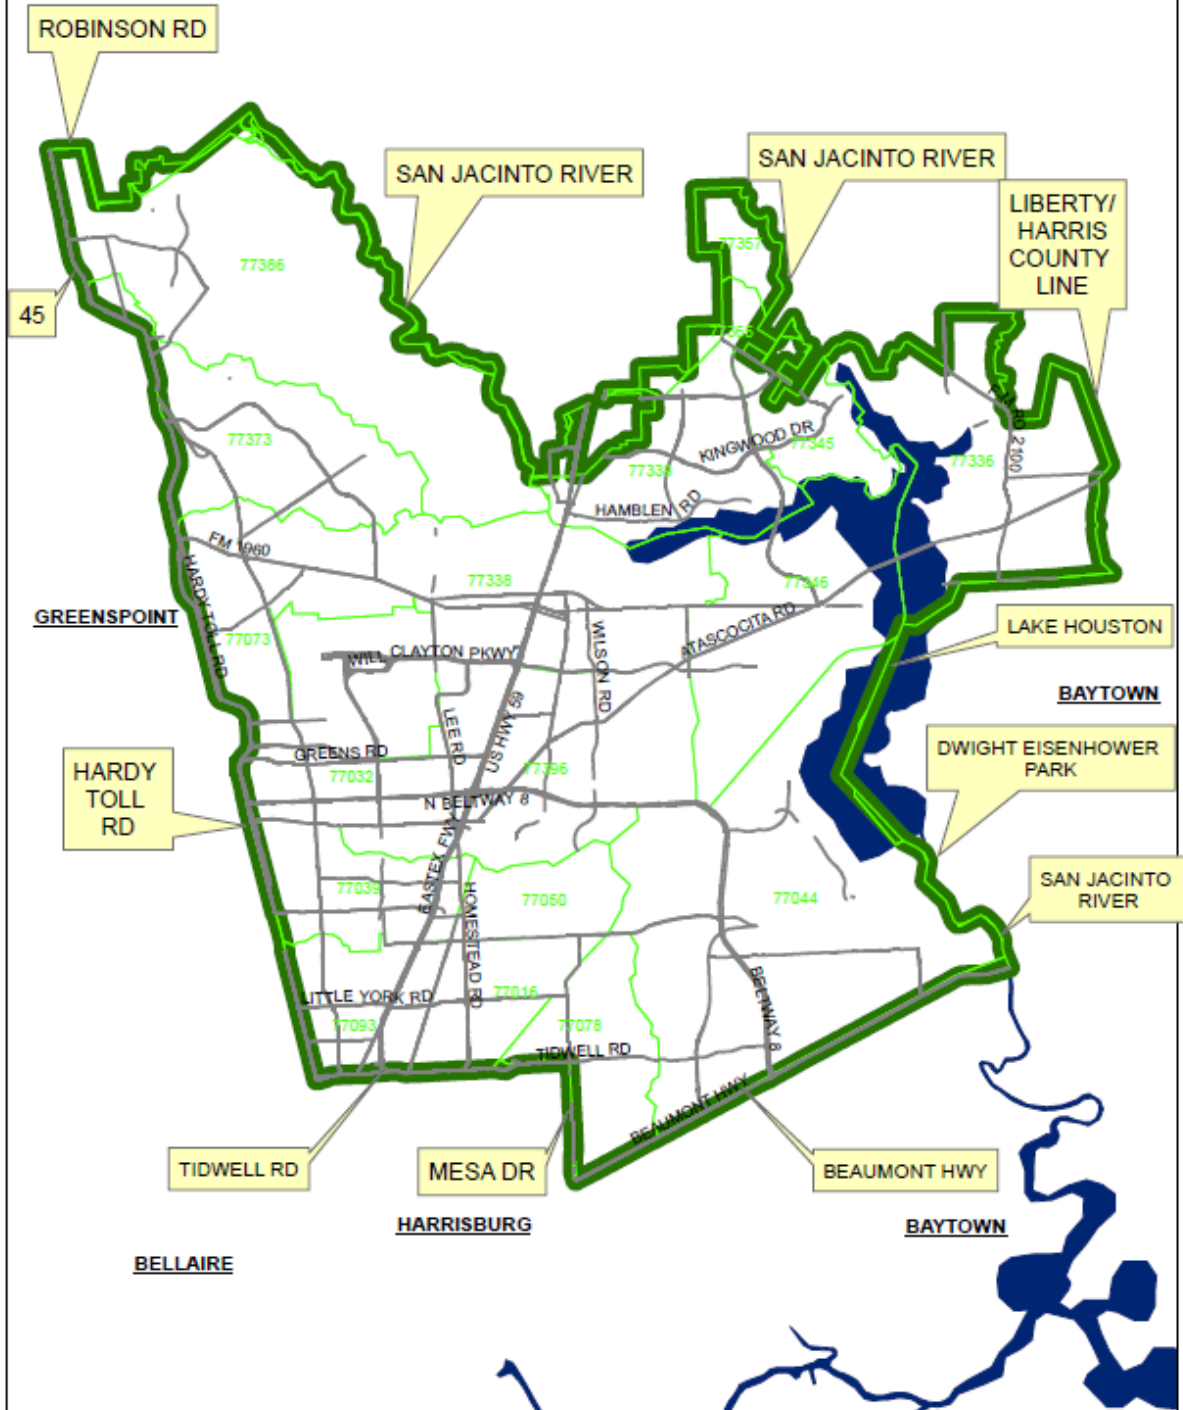 ROBINSON RD
SAN JACINTO RIVER
SAN JACINTO RIVER
LIBERTY/
HARRIS
COUNTY
LINE
77357
77386
45
77365
F.M. RD. 2100
77373
KINGWOOD DR
77345
77336
77339
HAMBLEN RD
FM 1960
HARDY TOLL RD
77338
77346
GREENSPOINT
77073
WILSON RD
ATASCOCITA RD
LAKE HOUSTON
WILL CLAYTON PKWY
BAYTOWN
LEE RD
US HWY 59
DWIGHT EISENHOWER
PARK
HARDY
TOLL
RD
GREENS RD
77032
77396
N BELTWAY 8
EASTEX FWY
77039
HOMESTEAD RD
77050
77044
SAN JACINTO
RIVER
LITTLE YORK RD
77016
BELTWAY 8
77093
77078
TIDWELL RD
BEAUMONT HWY
TIDWELL RD
MESA DR
BEAUMONT HWY
HARRISBURG
BAYTOWN
BELLAIRE